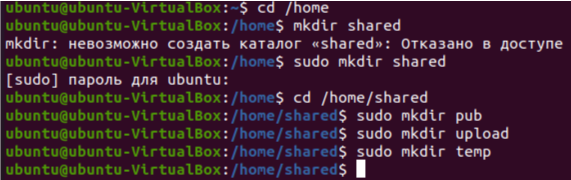 ubuntu@ubuntu-VirtualBox:~$ cd /home
ubuntu@ubuntu-VirtualBox:/home$ mkdir shared
mkdir: невозможно создать каталог «shared»: Отказано в доступе
ubuntu@ubuntu-VirtualBox:/home$ sudo mkdir shared
[sudo] пароль для ubuntu:
ubuntu@ubuntu-VirtualBox:/home$ cd /home/shared
ubuntu@ubuntu-VirtualBox:/home/shared$ sudo mkdir pub
ubuntu@ubuntu-VirtualBox:/home/shared$ sudo mkdir upload
ubuntu@ubuntu-VirtualBox:/home/shared$ sudo mkdir temp
ubuntu@ubuntu-VirtualBox:/home/shared$